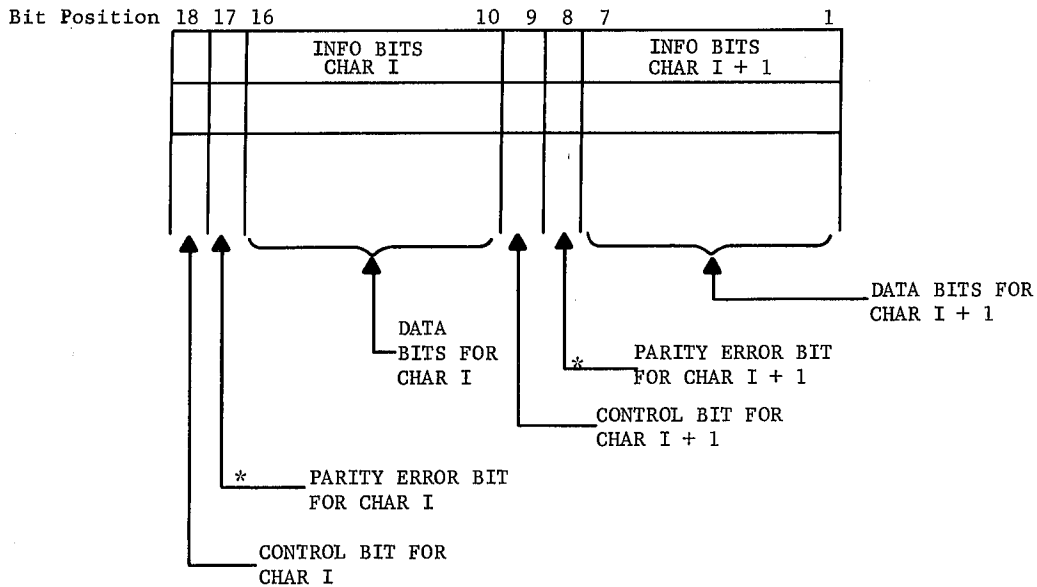 Bit Position 18 17 16 10 9 8 7 1
INFO BITS
CHAR I
INFO BITS
CHAR I + 1
DATA BITS FOR
CHAR I + 1
DATA
BITS FOR
CHAR I
* PARITY ERROR BIT
FOR CHAR I + 1
CONTROL BIT FOR
CHAR I + 1
* PARITY ERROR BIT
FOR CHAR I
CONTROL BIT FOR
CHAR I